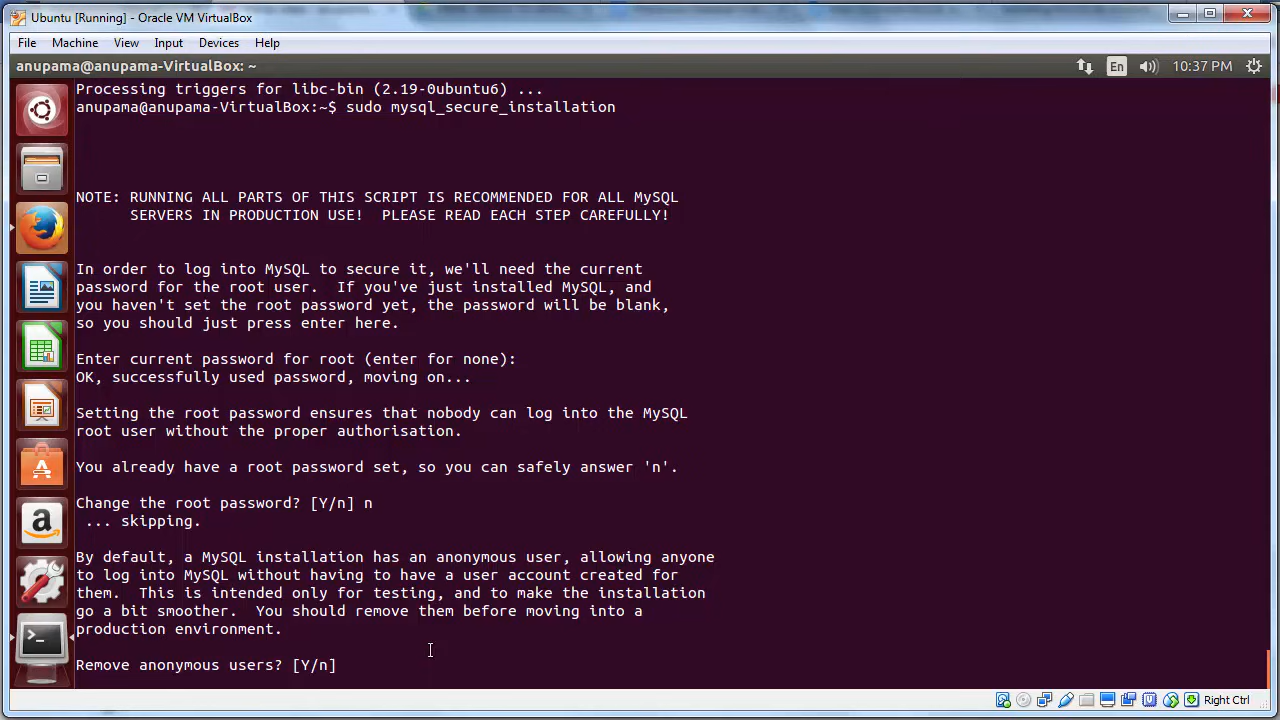 Ubuntu [Running] - Oracle VM VirtualBox
File Machine View Input Devices Help
anupama@anupama-VirtualBox: ~
En 10:37 PM
Processing triggers for libc-bin (2.19-0ubuntu6) ...
anupama@anupama-VirtualBox:~$ sudo mysql_secure_installation
NOTE: RUNNING ALL PARTS OF THIS SCRIPT IS RECOMMENDED FOR ALL MySQL
SERVERS IN PRODUCTION USE! PLEASE READ EACH STEP CAREFULLY!
In order to log into MySQL to secure it, we'll need the current
password for the root user. If you've just installed MySQL, and
you haven't set the root password yet, the password will be blank,
so you should just press enter here.
Enter current password for root (enter for none):
OK, successfully used password, moving on...
Setting the root password ensures that nobody can log into the MySQL
root user without the proper authorisation.
You already have a root password set, so you can safely answer 'n'.
Change the root password? [Y/n] n
... skipping.
By default, a MySQL installation has an anonymous user, allowing anyone
to log into MySQL without having to have a user account created for
them. This is intended only for testing, and to make the installation
go a bit smoother. You should remove them before moving into a
production environment.
Remove anonymous users? [Y/n]
Right Ctrl